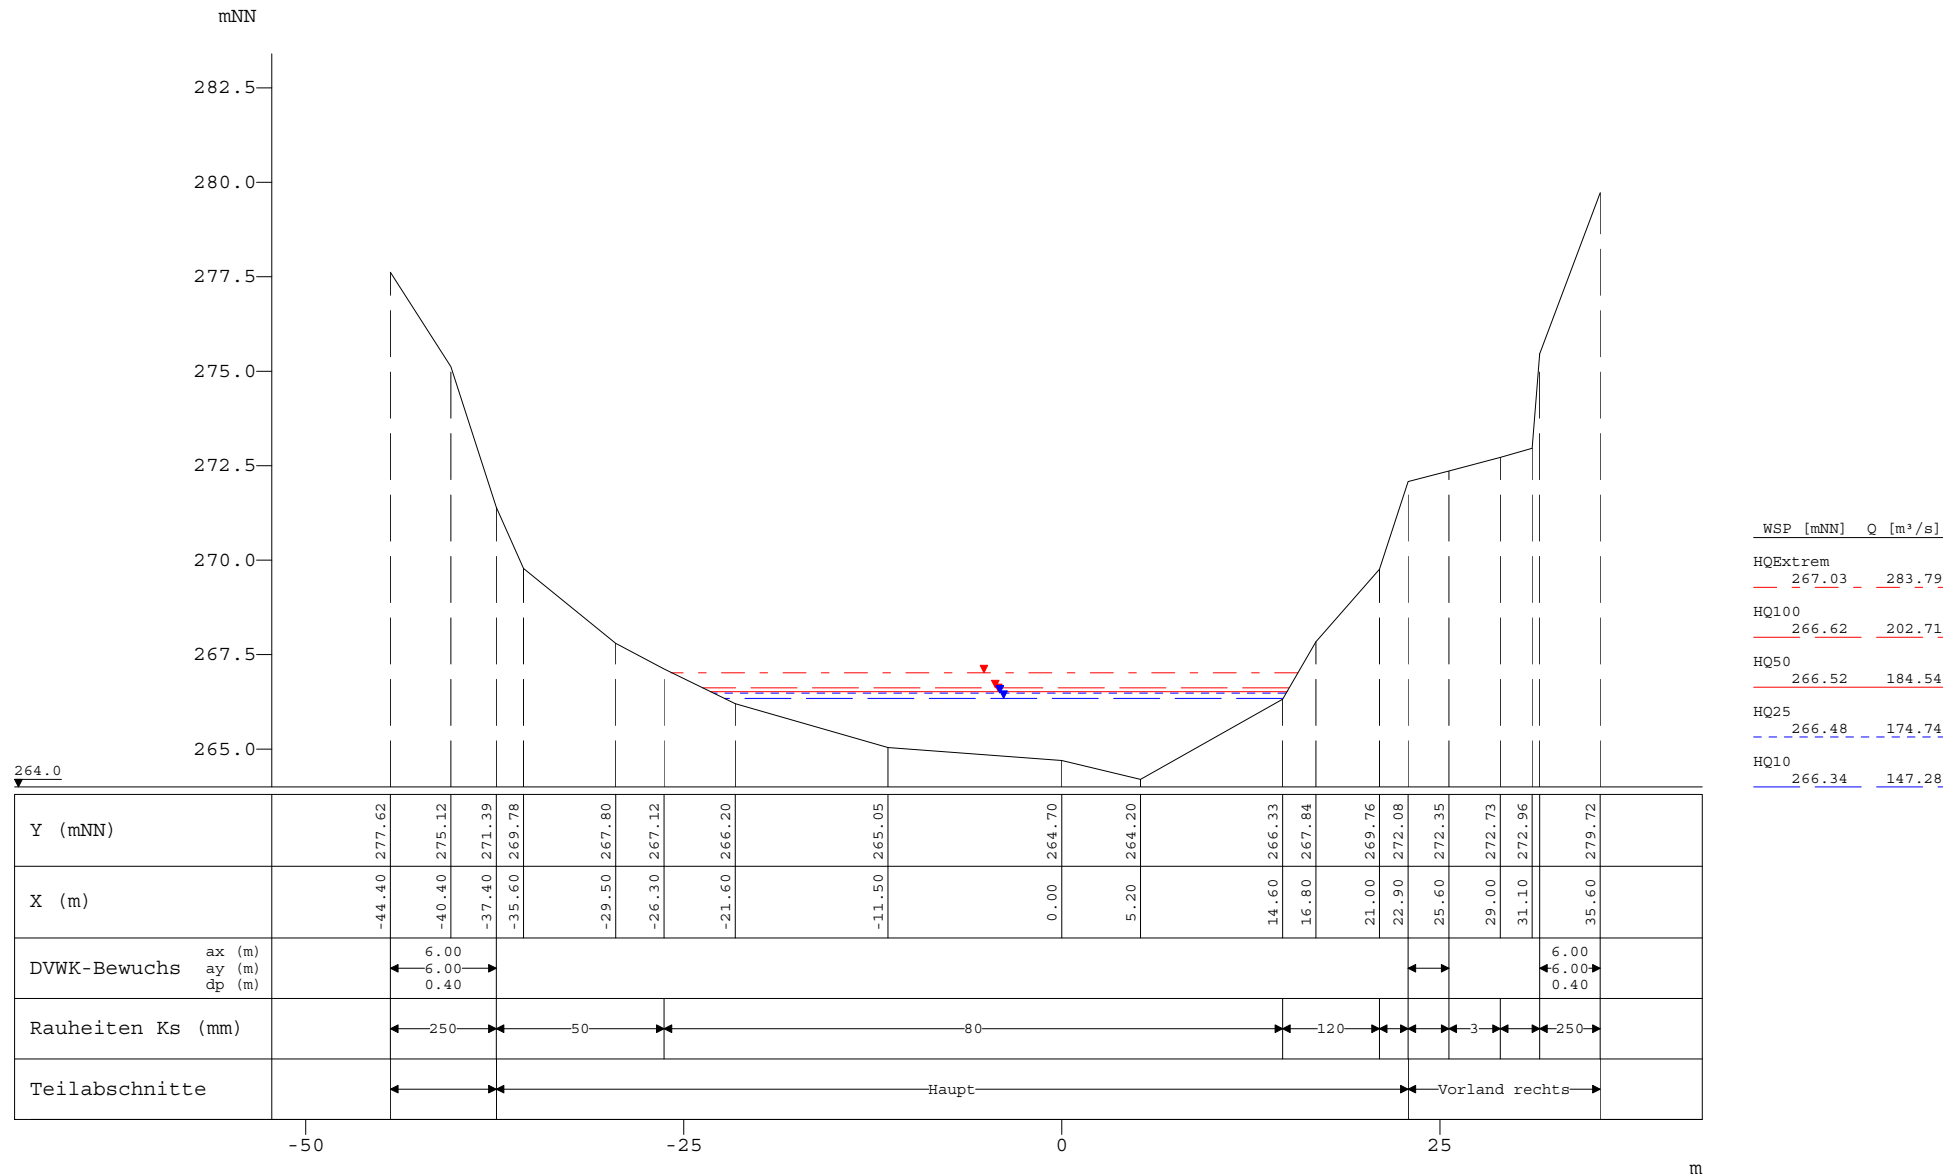 mNN
282.5
280.0
277.5
275.0
272.5
270.0
267.5
265.0
264.0
WSP [mNN] Q [m³/s]
HQExtrem
267.03 283.79
HQ100
266.62 202.71
HQ50
266.52 184.54
HQ25
266.48 174.74
HQ10
266.34 147.28
Y (mNN) 277.62 275.12 271.39 269.78 267.80 267.12 266.20 265.05 264.70 264.20 266.33 267.84 269.76 272.08 272.35 272.73 272.96 279.72
X (m) -44.40 -40.40 -37.40 -35.60 -29.50 -26.30 -21.60 -11.50 0.00 5.20 14.60 16.80 21.00 22.90 25.60 29.00 31.10 35.60
ax (m) 6.00 6.00
DVWK-Bewuchs ay (m) 6.00 6.00
dp (m) 0.40 0.40
Rauheiten Ks (mm) 250 50 80 120 3 250
Teilabschnitte Haupt Vorland rechts
-50 -25 0 25
m